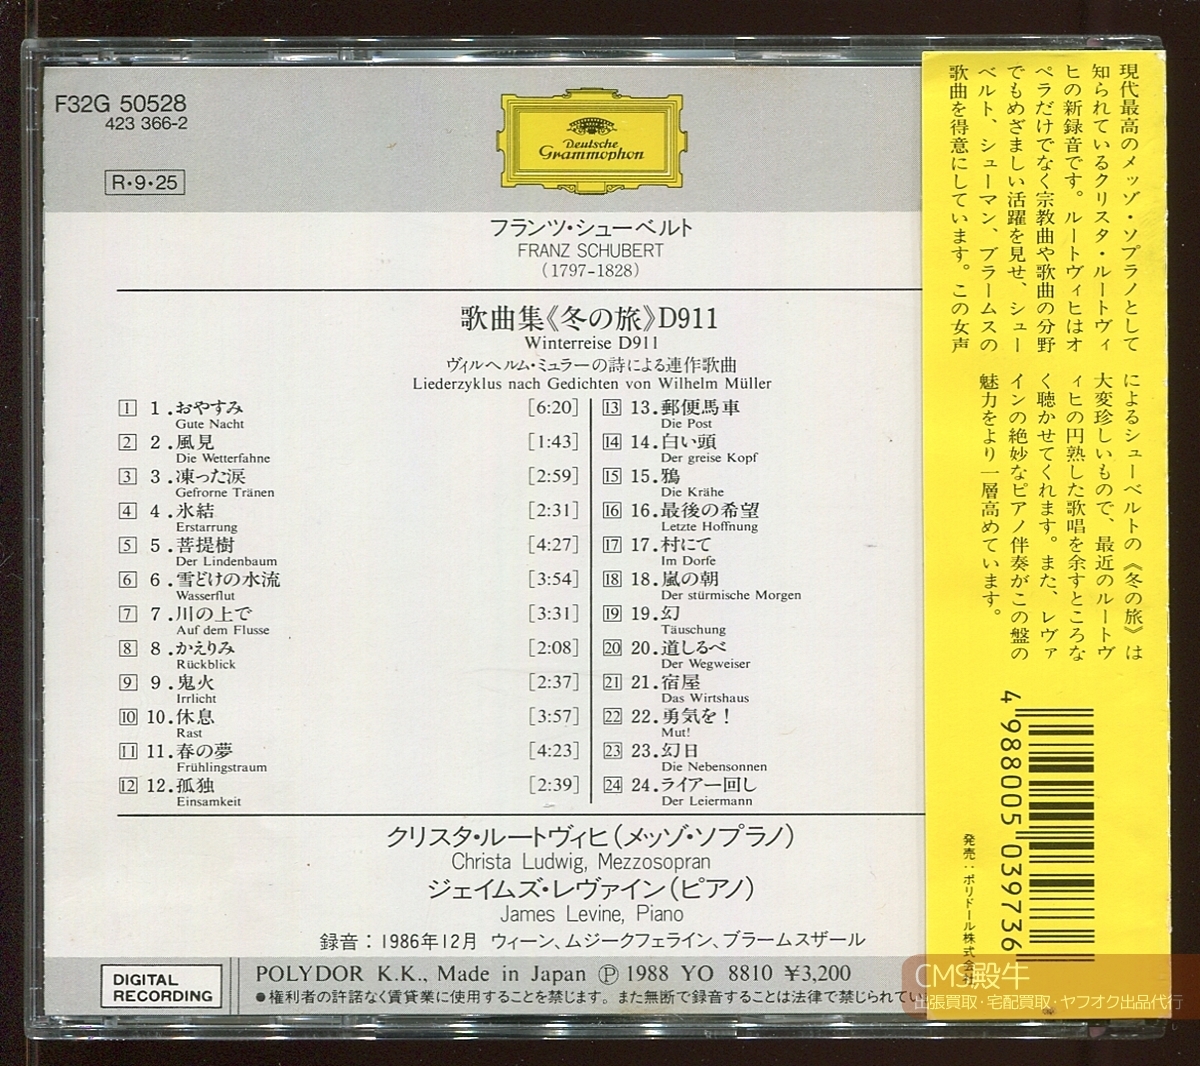 F32G 50528
423 366-2
R・9・25
Deutsche
Grammophon
フランツ・シューベルト
FRANZ SCHUBERT
(1797-1828)
歌曲集《冬の旅》D911
Winterreise D911
ヴィルヘルム・ミュラーの詩による連作歌曲
Liederzyklus nach Gedichten von Wilhelm Müller
1 1.おやすみ [6:20]
Gute Nacht
2 2.風見 [1:43]
Die Wetterfahne
3 3.凍った涙 [2:59]
Gefrorne Tränen
4 4.氷結 [2:31]
Erstarrung
5 5.菩提樹 [4:27]
Der Lindenbaum
6 6.雪どけの水流 [3:54]
Wasserflut
7 7.川の上で [3:31]
Auf dem Flusse
8 8.かえりみ [2:08]
Rückblick
9 9.鬼火 [2:37]
Irrlicht
10 10.休息 [3:57]
Rast
11 11.春の夢 [4:23]
Frühlingstraum
12 12.孤独 [2:39]
Einsamkeit
13 13.郵便馬車
Die Post
14 14.白い頭
Der greise Kopf
15 15.鴉
Die Krähe
16 16.最後の希望
Letzte Hoffnung
17 17.村にて
Im Dorfe
18 18.嵐の朝
Der stürmische Morgen
19 19.幻
Täuschung
20 20.道しるべ
Der Wegweiser
21 21.宿屋
Das Wirtshaus
22 22.勇気を!
Mut!
23 23.幻日
Die Nebensonnen
24 24.ライアー回し
Der Leiermann
クリスタ・ルートヴィヒ(メッゾ・ソプラノ)
Christa Ludwig, Mezzosopran
ジェイムズ・レヴァイン(ピアノ)
James Levine, Piano
録音:1986年12月 ウィーン、ムジークフェライン、ブラームスザール
DIGITAL
RECORDING
POLYDOR K.K., Made in Japan Ⓟ 1988 YO 8810 ¥3,200
●権利者の許諾なく賃貸業に使用することを禁じます。また無断で録音することは法律で禁じられてい
現代最高のメッゾ・ソプラノとして
知られているクリスタ・ルートヴィ
ヒの新録音です。ルートヴィヒはオ
ペラだけでなく宗教曲や歌曲の分野
でもめざましい活躍を見せ、シュー
ベルト、シューマン、ブラームスの
歌曲を得意にしています。この女声
によるシューベルトの《冬の旅》は
大変珍しいもので、最近のルートヴ
ィヒの円熟した歌唱を余すところな
く聴かせてくれます。また、レヴァ
インの絶妙なピアノ伴奏がこの盤の
魅力をより一層高めています。
4 988005 039736
発売:ポリドール株式会
CMS殿牛
出張買取・宅配買取・ヤフオク出品代行